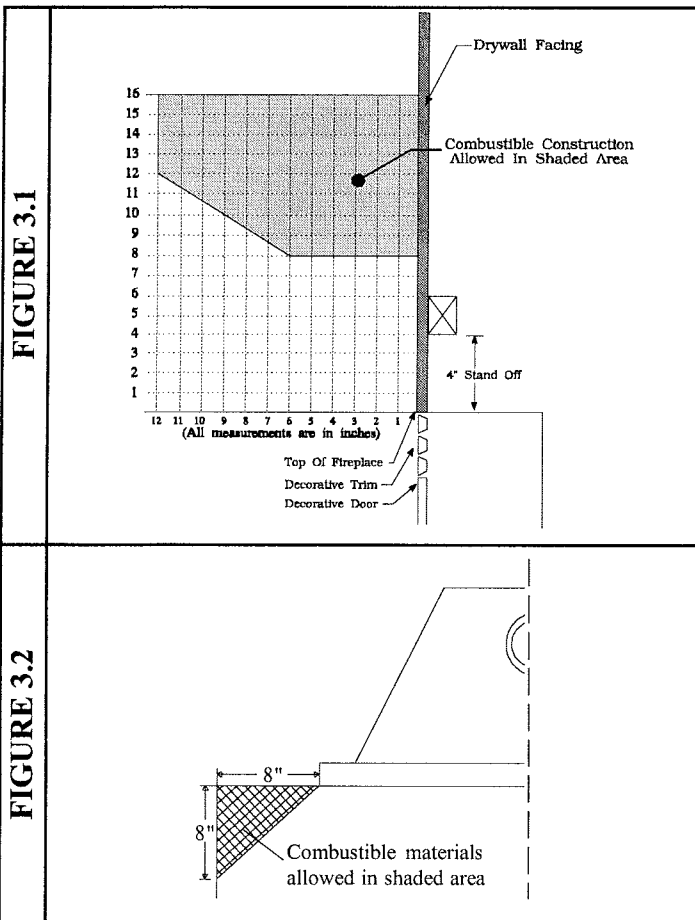 FIGURE 3.1
Drywall Facing
Combustible Construction
Allowed In Shaded Area
16
15
14
13
12
11
10
9
8
7
6
5
4
3
2
1
4" Stand Off
12 11 10 9 8 7 6 5 4 3 2 1
(All measurements are in inches)
Top Of Fireplace
Decorative Trim
Decorative Door
FIGURE 3.2
8"
8"
Combustible materials
allowed in shaded area